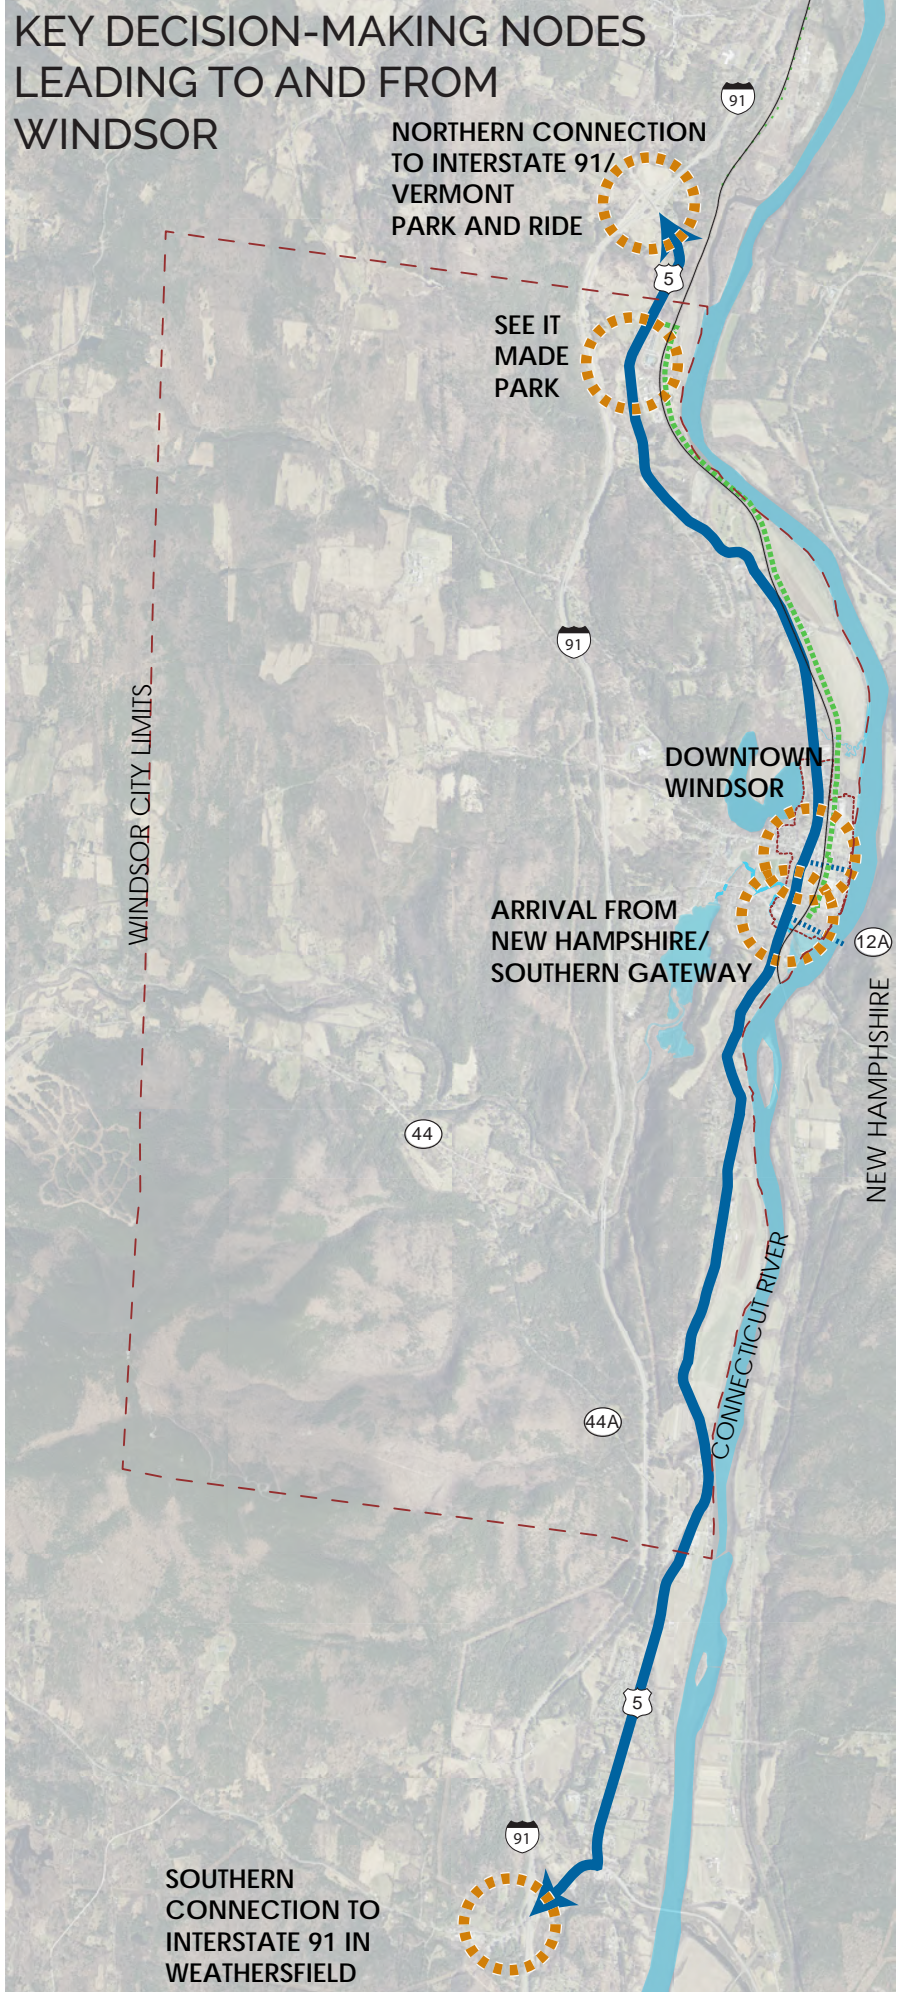 KEY DECISION-MAKING NODES
LEADING TO AND FROM
WINDSOR
91
NORTHERN CONNECTION
TO INTERSTATE 91/
VERMONT
PARK AND RIDE
5
SEE IT
MADE
PARK
91
WINDSOR CITY LIMITS
DOWNTOWN
WINDSOR
ARRIVAL FROM
NEW HAMPSHIRE/
SOUTHERN GATEWAY
12A
NEW HAMPHSHIRE
44
CONNECTICUT RIVER
44A
5
91
SOUTHERN
CONNECTION TO
INTERSTATE 91 IN
WEATHERSFIELD